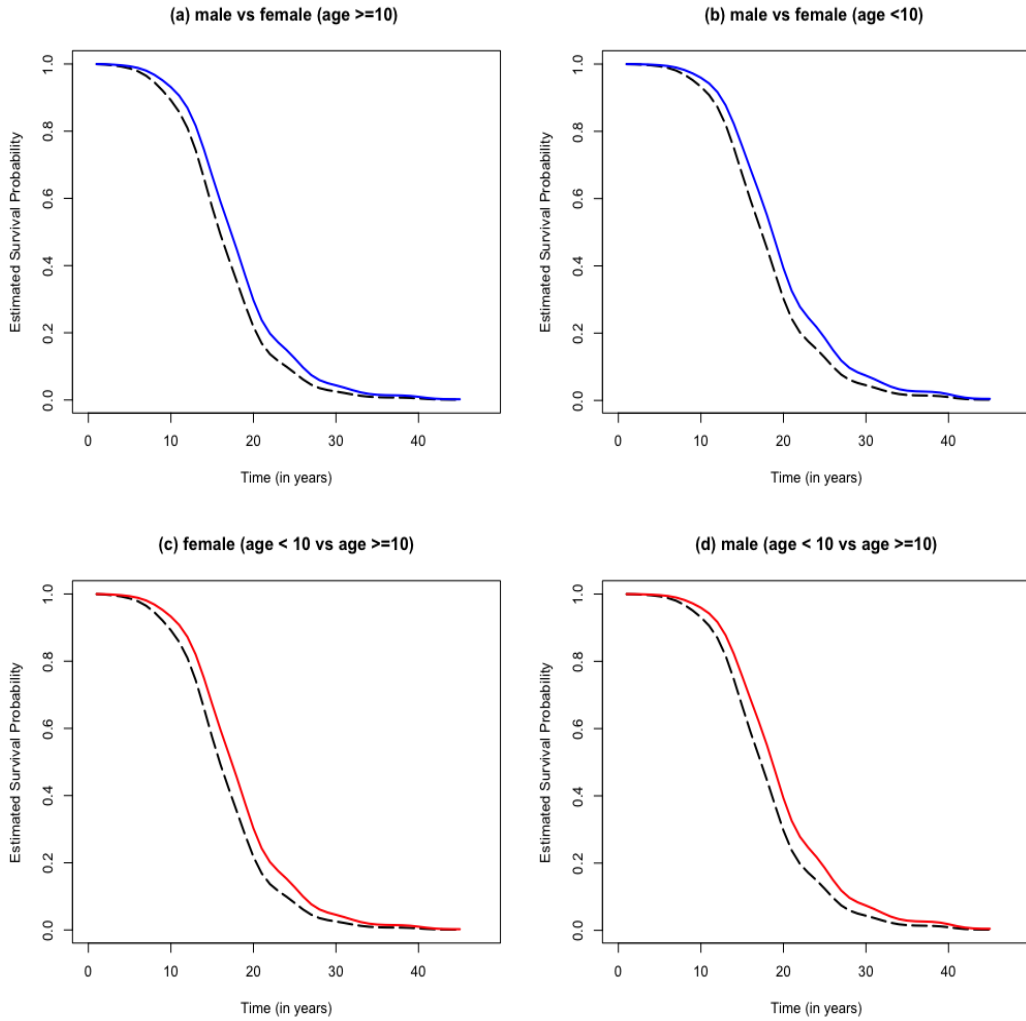 (a) male vs female (age >=10)
Estimated Survival Probability
1.0
0.8
0.6
0.4
0.2
0.0
0 10 20 30 40
Time (in years)
(b) male vs female (age <10)
Estimated Survival Probability
1.0
0.8
0.6
0.4
0.2
0.0
0 10 20 30 40
Time (in years)
(c) female (age < 10 vs age >=10)
Estimated Survival Probability
1.0
0.8
0.6
0.4
0.2
0.0
0 10 20 30 40
Time (in years)
(d) male (age < 10 vs age >=10)
Estimated Survival Probability
1.0
0.8
0.6
0.4
0.2
0.0
0 10 20 30 40
Time (in years)